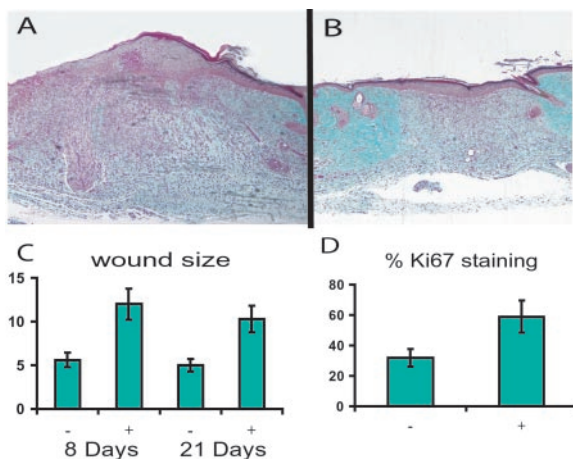 A
B
C
wound size
15
10
5
0
- + - +
8 Days 21 Days
D
% Ki67 staining
80
60
40
20
0
- +